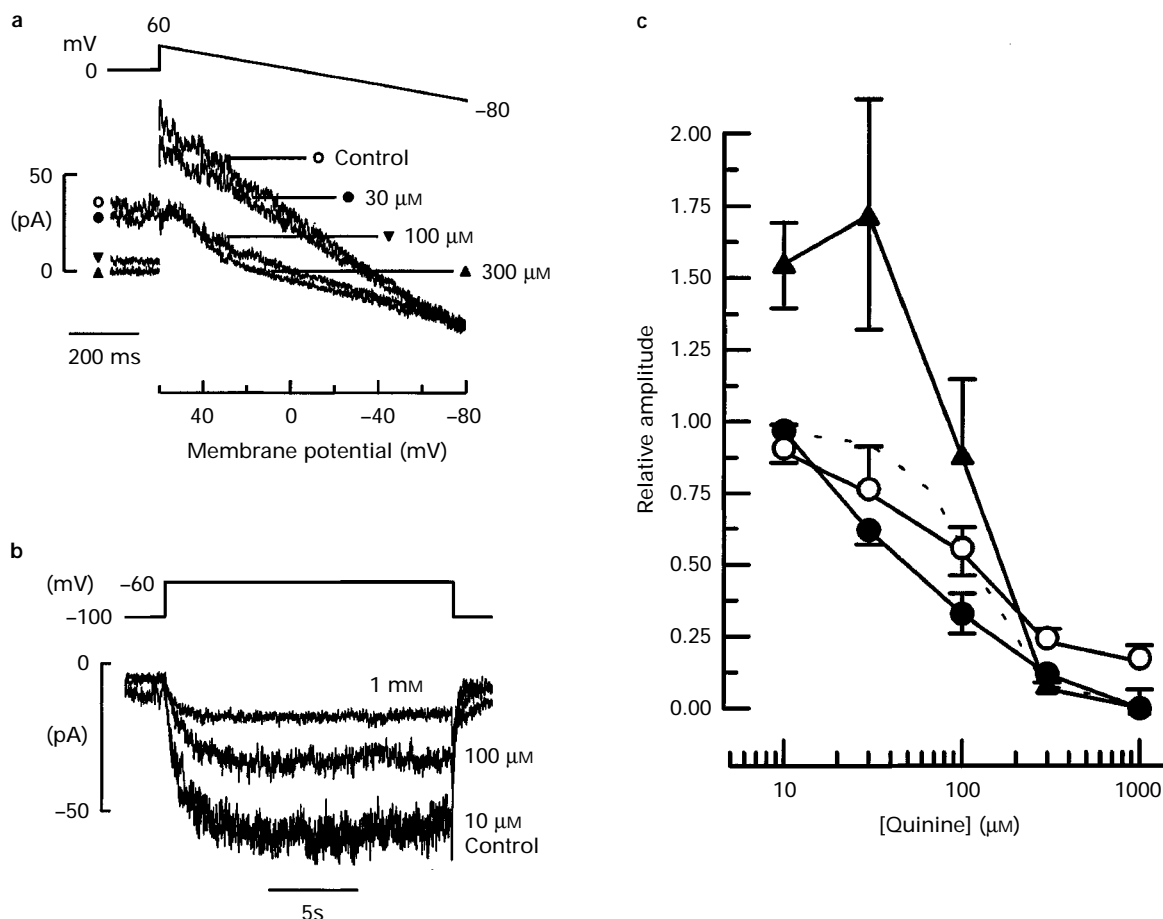 a
60
mV
0
–80
Control
50
30 µM
(pA)
100 µM
0
300 µM
200 ms
40 0 –40 –80
Membrane potential (mV)
b
(mV) –60
–100
0
1 mM
(pA)
100 µM
–50
10 µM
Control
5s
c
2.00
1.75
1.50
1.25
1.00
0.75
0.50
0.25
0.00
Relative amplitude
10 100 1000
[Quinine] (µM)